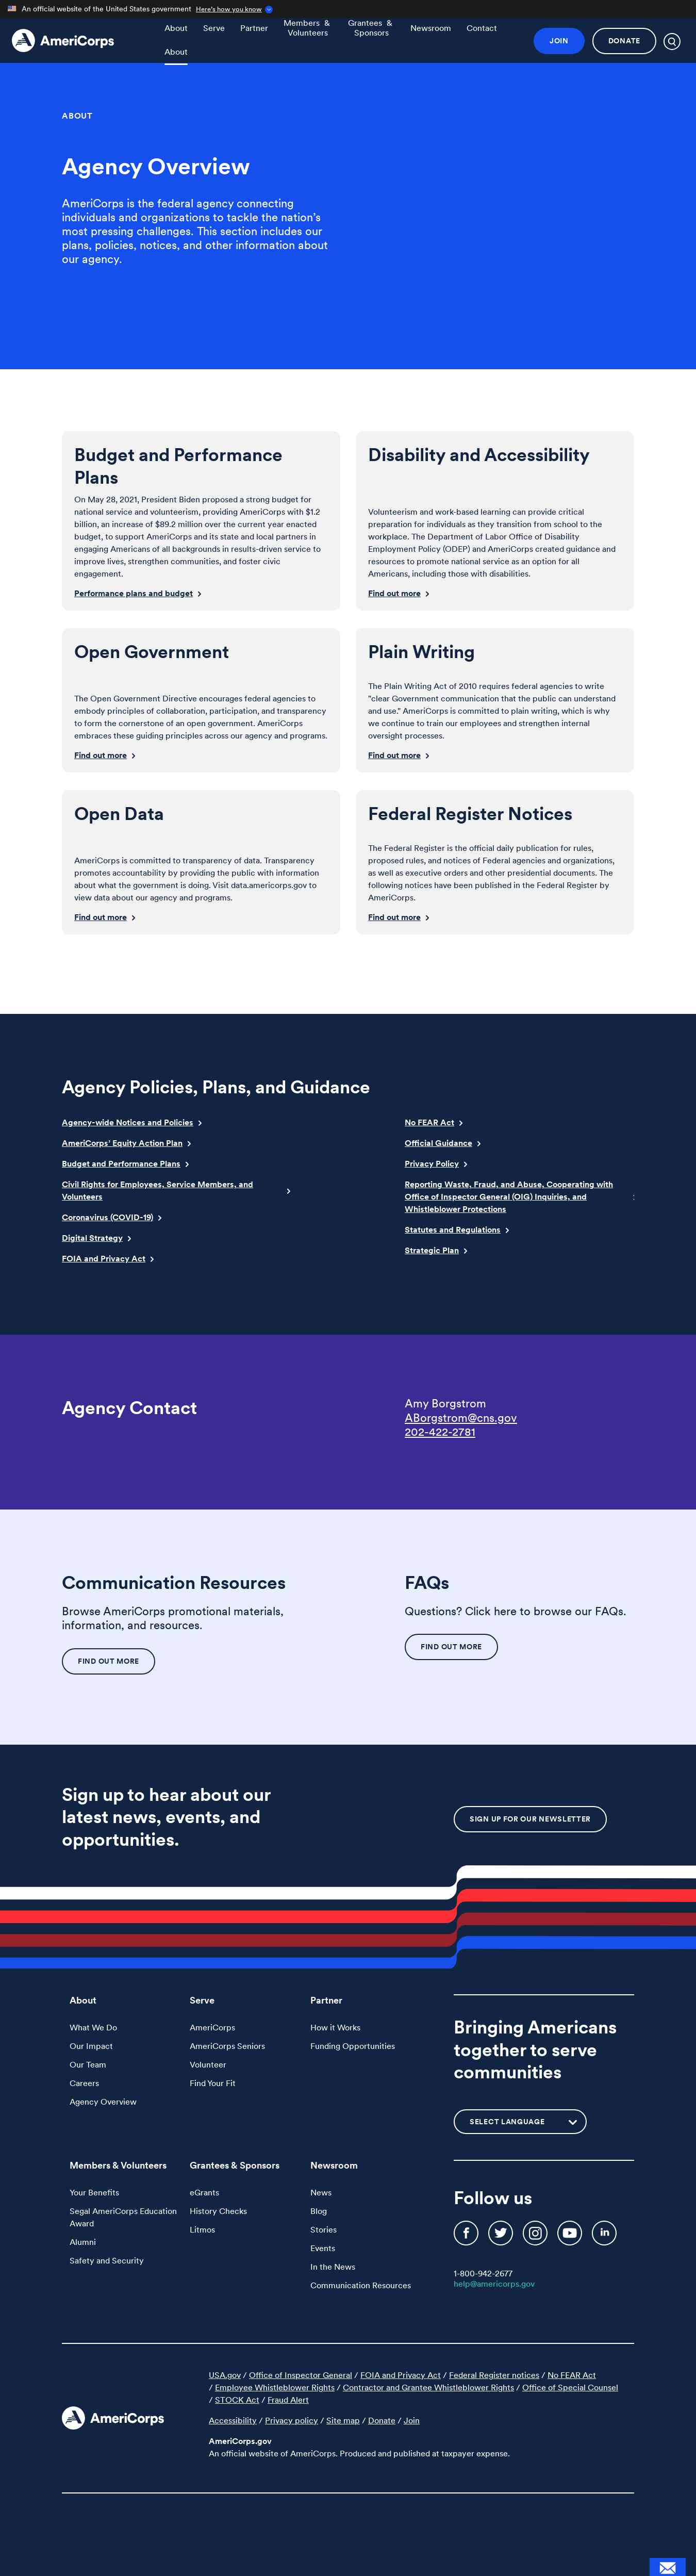 An official website of the United States government Here's how you know
AmeriCorps
About Serve Partner Members & Volunteers Grantees & Sponsors Newsroom Contact
JOIN
DONATE
About
ABOUT
Agency Overview
AmeriCorps is the federal agency connecting
individuals and organizations to tackle the nation's
most pressing challenges. This section includes our
plans, policies, notices, and other information about
our agency.
Budget and Performance
Plans
On May 28, 2021, President Biden proposed a strong budget for
national service and volunteerism, providing AmeriCorps with $1.2
billion, an increase of $89.2 million over the current year enacted
budget, to support AmeriCorps and its state and local partners in
engaging Americans of all backgrounds in results-driven service to
improve lives, strengthen communities, and foster civic
engagement.
Performance plans and budget
Disability and Accessibility
Volunteerism and work-based learning can provide critical
preparation for individuals as they transition from school to the
workplace. The Department of Labor Office of Disability
Employment Policy (ODEP) and AmeriCorps created guidance and
resources to promote national service as an option for all
Americans, including those with disabilities.
Find out more
Open Government
The Open Government Directive encourages federal agencies to
embody principles of collaboration, participation, and transparency
to form the cornerstone of an open government. AmeriCorps
embraces these guiding principles across our agency and programs.
Find out more
Plain Writing
The Plain Writing Act of 2010 requires federal agencies to write
"clear Government communication that the public can understand
and use." AmeriCorps is committed to plain writing, which is why
we continue to train our employees and strengthen internal
oversight processes.
Find out more
Open Data
AmeriCorps is committed to transparency of data. Transparency
promotes accountability by providing the public with information
about what the government is doing. Visit data.americorps.gov to
view data about our agency and programs.
Find out more
Federal Register Notices
The Federal Register is the official daily publication for rules,
proposed rules, and notices of Federal agencies and organizations,
as well as executive orders and other presidential documents. The
following notices have been published in the Federal Register by
AmeriCorps.
Find out more
Agency Policies, Plans, and Guidance
Agency-wide Notices and Policies
AmeriCorps' Equity Action Plan
Budget and Performance Plans
Civil Rights for Employees, Service Members, and
Volunteers
Coronavirus (COVID-19)
Digital Strategy
FOIA and Privacy Act
No FEAR Act
Official Guidance
Privacy Policy
Reporting Waste, Fraud, and Abuse, Cooperating with
Office of Inspector General (OIG) Inquiries, and
Whistleblower Protections
Statutes and Regulations
Strategic Plan
Agency Contact
Amy Borgstrom
ABorgstrom@cns.gov
202-422-2781
Communication Resources
Browse AmeriCorps promotional materials,
information, and resources.
FIND OUT MORE
FAQs
Questions? Click here to browse our FAQs.
FIND OUT MORE
Sign up to hear about our
latest news, events, and
opportunities.
SIGN UP FOR OUR NEWSLETTER
About
What We Do
Our Impact
Our Team
Careers
Agency Overview
Serve
AmeriCorps
AmeriCorps Seniors
Volunteer
Find Your Fit
Partner
How it Works
Funding Opportunities
Bringing Americans
together to serve
communities
SELECT LANGUAGE
Members & Volunteers
Your Benefits
Segal AmeriCorps Education
Award
Alumni
Safety and Security
Grantees & Sponsors
eGrants
History Checks
Litmos
Newsroom
News
Blog
Stories
Events
In the News
Communication Resources
Follow us
1-800-942-2677
help@americorps.gov
AmeriCorps
USA.gov / Office of Inspector General / FOIA and Privacy Act / Federal Register notices / No FEAR Act
/ Employee Whistleblower Rights / Contractor and Grantee Whistleblower Rights / Office of Special Counsel
/ STOCK Act / Fraud Alert
Accessibility / Privacy policy / Site map / Donate / Join
AmeriCorps.gov
An official website of AmeriCorps. Produced and published at taxpayer expense.